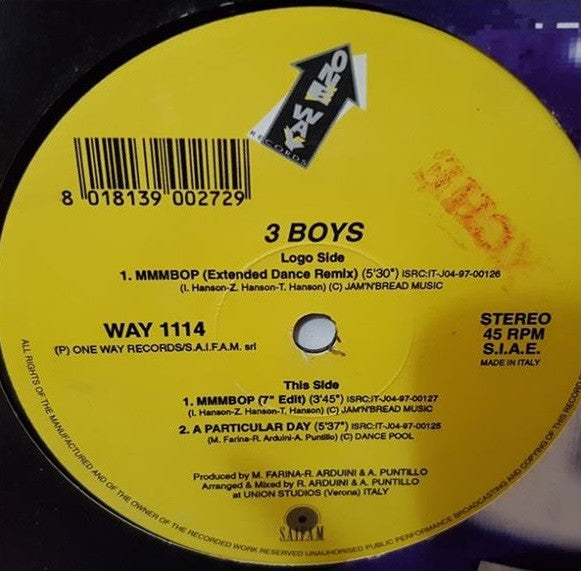 ONE WAY
RECORDS
8 018139 002729
3 BOYS
Logo Side
1. MMMBOP (Extended Dance Remix) (5'30") ISRC:IT-J04-97-00126
(I. Hanson-Z. Hanson-T. Hanson) (C) JAM'N'BREAD MUSIC
WAY 1114
(P) ONE WAY RECORDS/S.A.I.F.A.M. srl
STEREO
45 RPM
S.I.A.E.
MADE IN ITALY
This Side
1. MMMBOP (7" Edit) (3'45") ISRC:IT-J04-97-00127
(I. Hanson-Z. Hanson-T. Hanson) (C) JAM'N'BREAD MUSIC
2. A PARTICULAR DAY (5'37") ISRC:IT-J04-97-00125
(M. Farina-R. Arduini-A. Puntillo) (C) DANCE POOL
Produced by M. FARINA-R. ARDUINI & A. PUNTILLO
Arranged & Mixed by R. ARDUINI & A. PUNTILLO
at UNION STUDIOS (Verona) ITALY
S.A.I.F.A.M.
ALL RIGHTS OF THE MANUFACTURED AND OF THE OWNER OF THE RECORDED WORK RESERVED UNAUTHORISED PUBLIC PERFORMANCE BROADCASTING AND COPYING OF THIS RECORD PROHIBITED